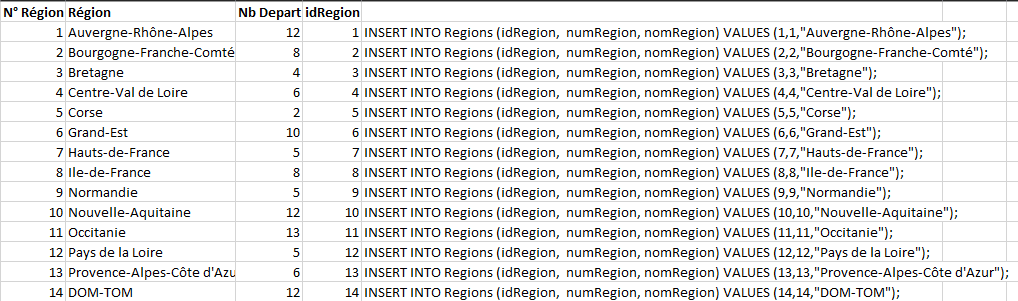 N° Région Région Nb Depart idRegion
1 Auvergne-Rhône-Alpes 12 1 INSERT INTO Regions (idRegion, numRegion, nomRegion) VALUES (1,1,"Auvergne-Rhône-Alpes");
2 Bourgogne-Franche-Comté 8 2 INSERT INTO Regions (idRegion, numRegion, nomRegion) VALUES (2,2,"Bourgogne-Franche-Comté");
3 Bretagne 4 3 INSERT INTO Regions (idRegion, numRegion, nomRegion) VALUES (3,3,"Bretagne");
4 Centre-Val de Loire 6 4 INSERT INTO Regions (idRegion, numRegion, nomRegion) VALUES (4,4,"Centre-Val de Loire");
5 Corse 2 5 INSERT INTO Regions (idRegion, numRegion, nomRegion) VALUES (5,5,"Corse");
6 Grand-Est 10 6 INSERT INTO Regions (idRegion, numRegion, nomRegion) VALUES (6,6,"Grand-Est");
7 Hauts-de-France 5 7 INSERT INTO Regions (idRegion, numRegion, nomRegion) VALUES (7,7,"Hauts-de-France");
8 Ile-de-France 8 8 INSERT INTO Regions (idRegion, numRegion, nomRegion) VALUES (8,8,"Ile-de-France");
9 Normandie 5 9 INSERT INTO Regions (idRegion, numRegion, nomRegion) VALUES (9,9,"Normandie");
10 Nouvelle-Aquitaine 12 10 INSERT INTO Regions (idRegion, numRegion, nomRegion) VALUES (10,10,"Nouvelle-Aquitaine");
11 Occitanie 13 11 INSERT INTO Regions (idRegion, numRegion, nomRegion) VALUES (11,11,"Occitanie");
12 Pays de la Loire 5 12 INSERT INTO Regions (idRegion, numRegion, nomRegion) VALUES (12,12,"Pays de la Loire");
13 Provence-Alpes-Côte d'Azu 6 13 INSERT INTO Regions (idRegion, numRegion, nomRegion) VALUES (13,13,"Provence-Alpes-Côte d'Azur");
14 DOM-TOM 12 14 INSERT INTO Regions (idRegion, numRegion, nomRegion) VALUES (14,14,"DOM-TOM");